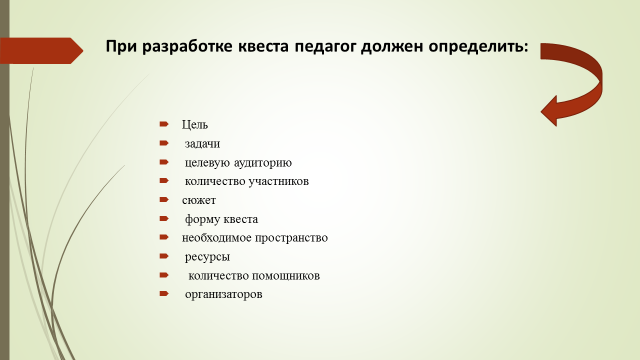 При разработке квеста педагог должен определить:
Цель
задачи
целевую аудиторию
количество участников
сюжет
форму квеста
необходимое пространство
ресурсы
количество помощников
организаторов